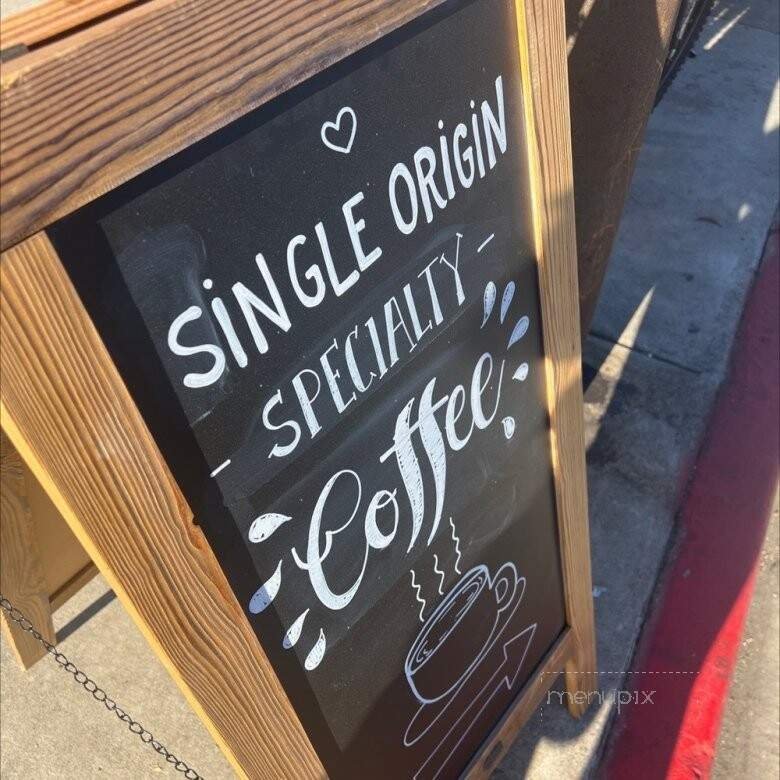 SiNGLE ORiGiN
- SPECIALTY -
Coffee
menupix